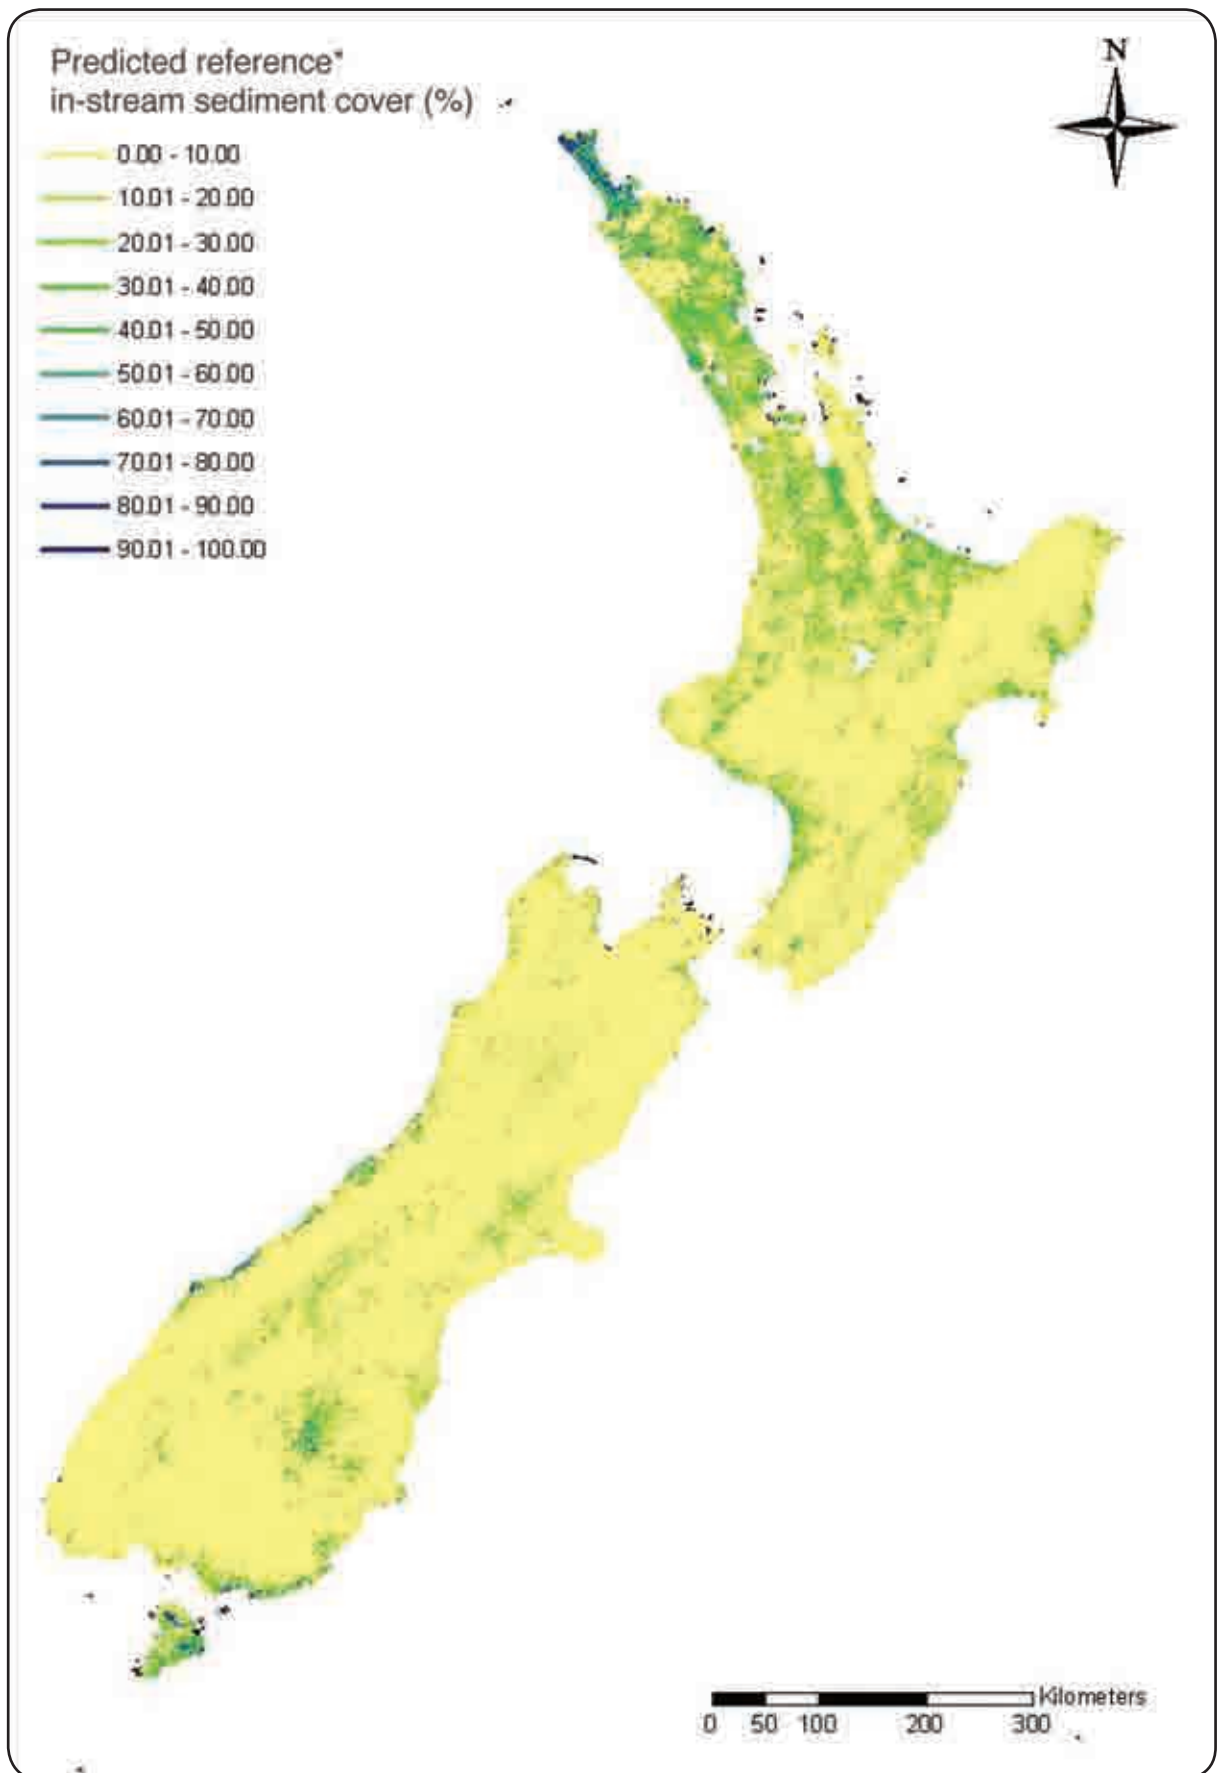 Predicted reference*
in-stream sediment cover (%)
N
0.00 - 10.00
10.01 - 20.00
20.01 - 30.00
30.01 - 40.00
40.01 - 50.00
50.01 - 60.00
60.01 - 70.00
70.01 - 80.00
80.01 - 90.00
90.01 - 100.00
Kilometers
0 50 100 200 300